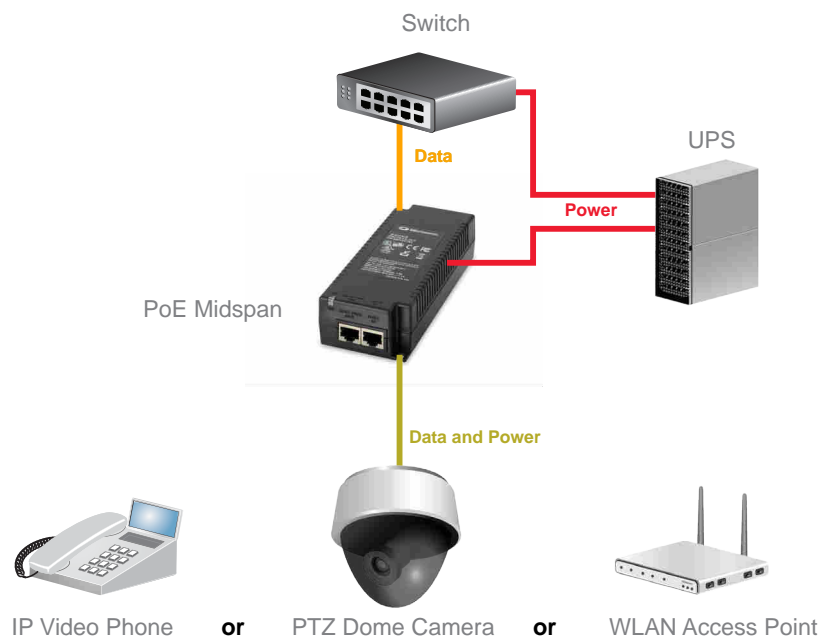 Switch
Data
UPS
Power
PoE Midspan
Data and Power
IP Video Phone or PTZ Dome Camera or WLAN Access Point